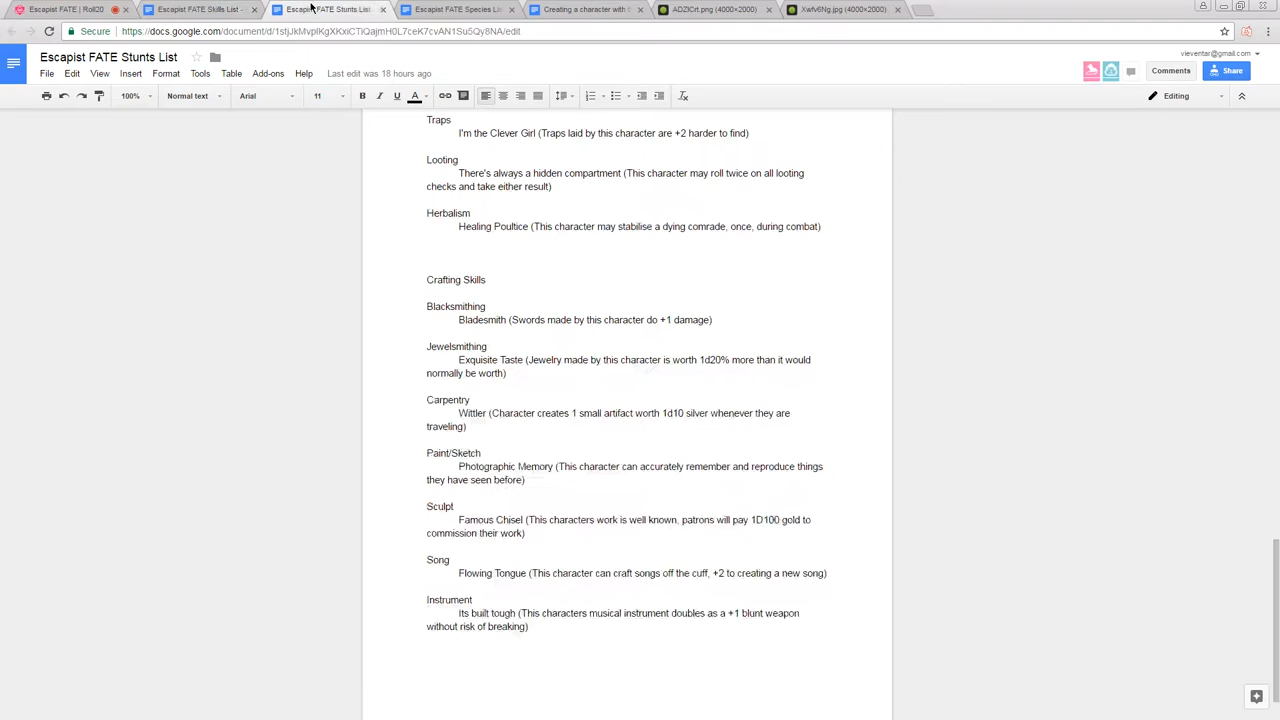 Escapist FATE | Roll20
Escapist FATE Skills List -
Escapist FATE Stunts List
Escapist FATE Species Lis
Creating a character with
ADZICrt.png (4000×2000)
Xwfv6Ng.jpg (4000×2000)
Secure
Escapist FATE Stunts List
vieventar@gmail.com
File Edit View Insert Format Tools Table Add-ons Help Last edit was 18 hours ago
Comments
Share
100% Normal text Arial 11 B I U A Editing
Traps
I'm the Clever Girl (Traps laid by this character are +2 harder to find)
Looting
There's always a hidden compartment (This character may roll twice on all looting
checks and take either result)
Herbalism
Healing Poultice (This character may stabilise a dying comrade, once, during combat)
Crafting Skills
Blacksmithing
Bladesmith (Swords made by this character do +1 damage)
Jewelsmithing
Exquisite Taste (Jewelry made by this character is worth 1d20% more than it would
normally be worth)
Carpentry
Wittler (Character creates 1 small artifact worth 1d10 silver whenever they are
traveling)
Paint/Sketch
Photographic Memory (This character can accurately remember and reproduce things
they have seen before)
Sculpt
Famous Chisel (This characters work is well known, patrons will pay 1D100 gold to
commission their work)
Song
Flowing Tongue (This character can craft songs off the cuff, +2 to creating a new song)
Instrument
Its built tough (This characters musical instrument doubles as a +1 blunt weapon
without risk of breaking)